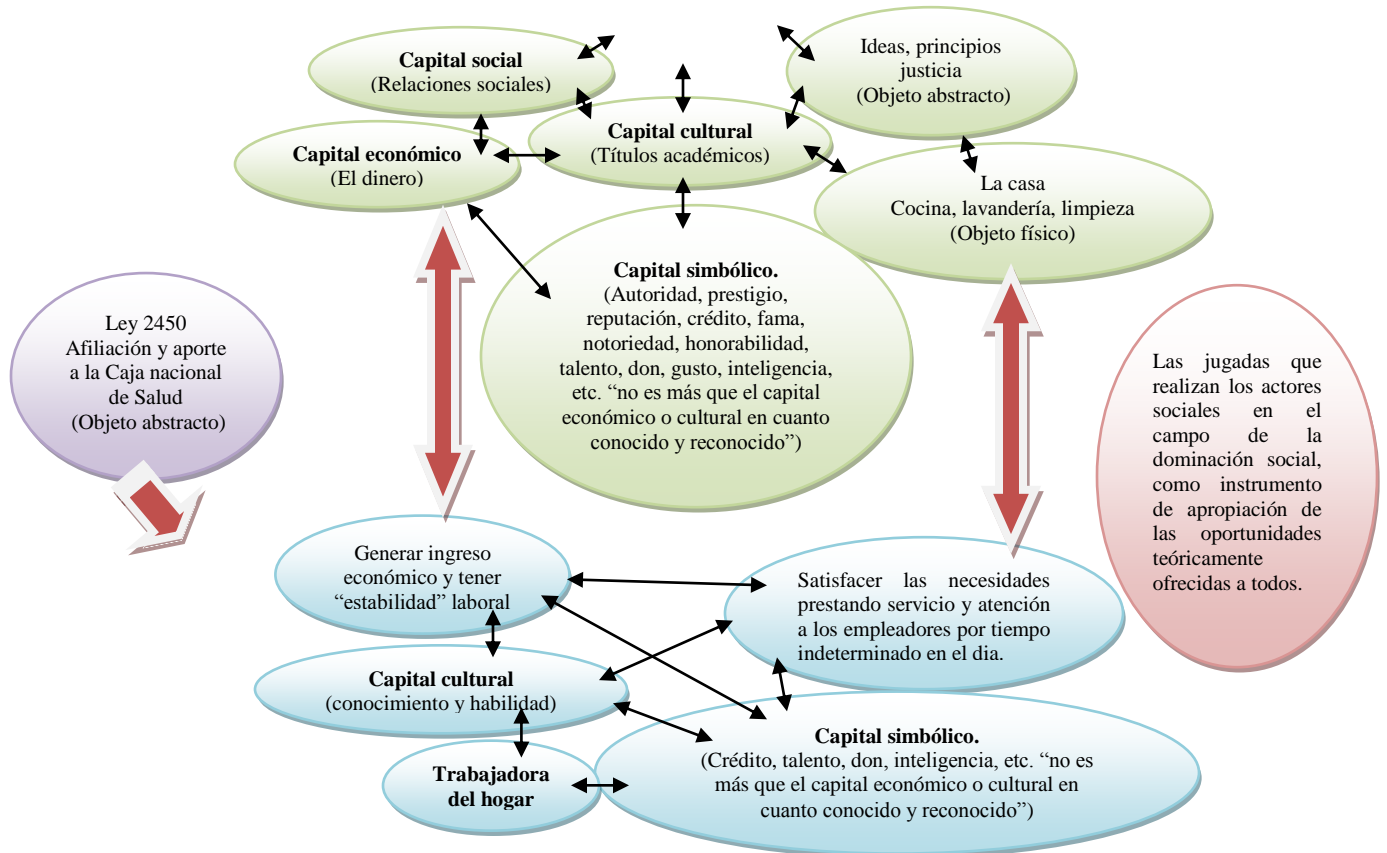 Capital social
(Relaciones sociales)
Ideas, principios
justicia
(Objeto abstracto)
Capital cultural
(Títulos académicos)
Capital económico
(El dinero)
La casa
Cocina, lavandería, limpieza
(Objeto físico)
Capital simbólico.
(Autoridad, prestigio,
reputación, crédito, fama,
notoriedad, honorabilidad,
talento, don, gusto, inteligencia,
etc. “no es más que el capital
económico o cultural en cuanto
conocido y reconocido”)
Ley 2450
Afiliación y aporte
a la Caja nacional
de Salud
(Objeto abstracto)
Las jugadas que
realizan los actores
sociales en el
campo de la
dominación social,
como instrumento
de apropiación de
las oportunidades
teóricamente
ofrecidas a todos.
Generar ingreso
económico y tener
“estabilidad” laboral
Satisfacer las necesidades
prestando servicio y atención
a los empleadores por tiempo
indeterminado en el dia.
Capital cultural
(conocimiento y habilidad)
Capital simbólico.
(Crédito, talento, don, inteligencia, etc. “no es
más que el capital económico o cultural en
cuanto conocido y reconocido”)
Trabajadora
del hogar